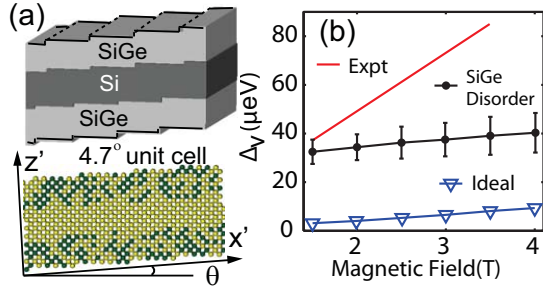 (a)
SiGe
Si
SiGe
z'
4.7° unit cell
x'
θ
(b)
Δv (μeV)
80
60
40
20
0
Expt
SiGe
Disorder
Ideal
2
3
4
Magnetic Field(T)